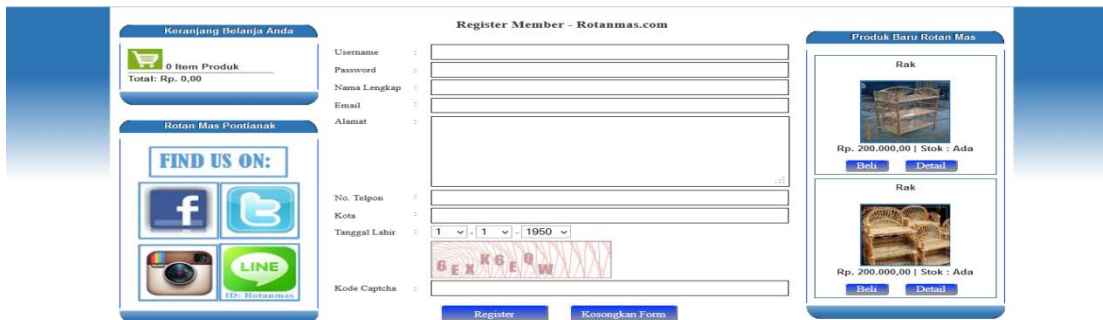 Keranjang Belanja Anda
0 Item Produk
Total: Rp. 0,00
Rotan Mas Pontianak
FIND US ON:
LINE
ID: Rotanmas
Register Member - Rotanmas.com
Username :
Password :
Nama Lengkap :
Email :
Alamat :
No. Telpon :
Kota :
Tanggal Lahir : 1 - 1 - 1950
6EXK6EQW
Kode Captcha :
Register Kosongkan Form
Produk Baru Rotan Mas
Rak
Rp. 200.000,00 | Stok : Ada
Beli Detail
Rak
Rp. 200.000,00 | Stok : Ada
Beli Detail